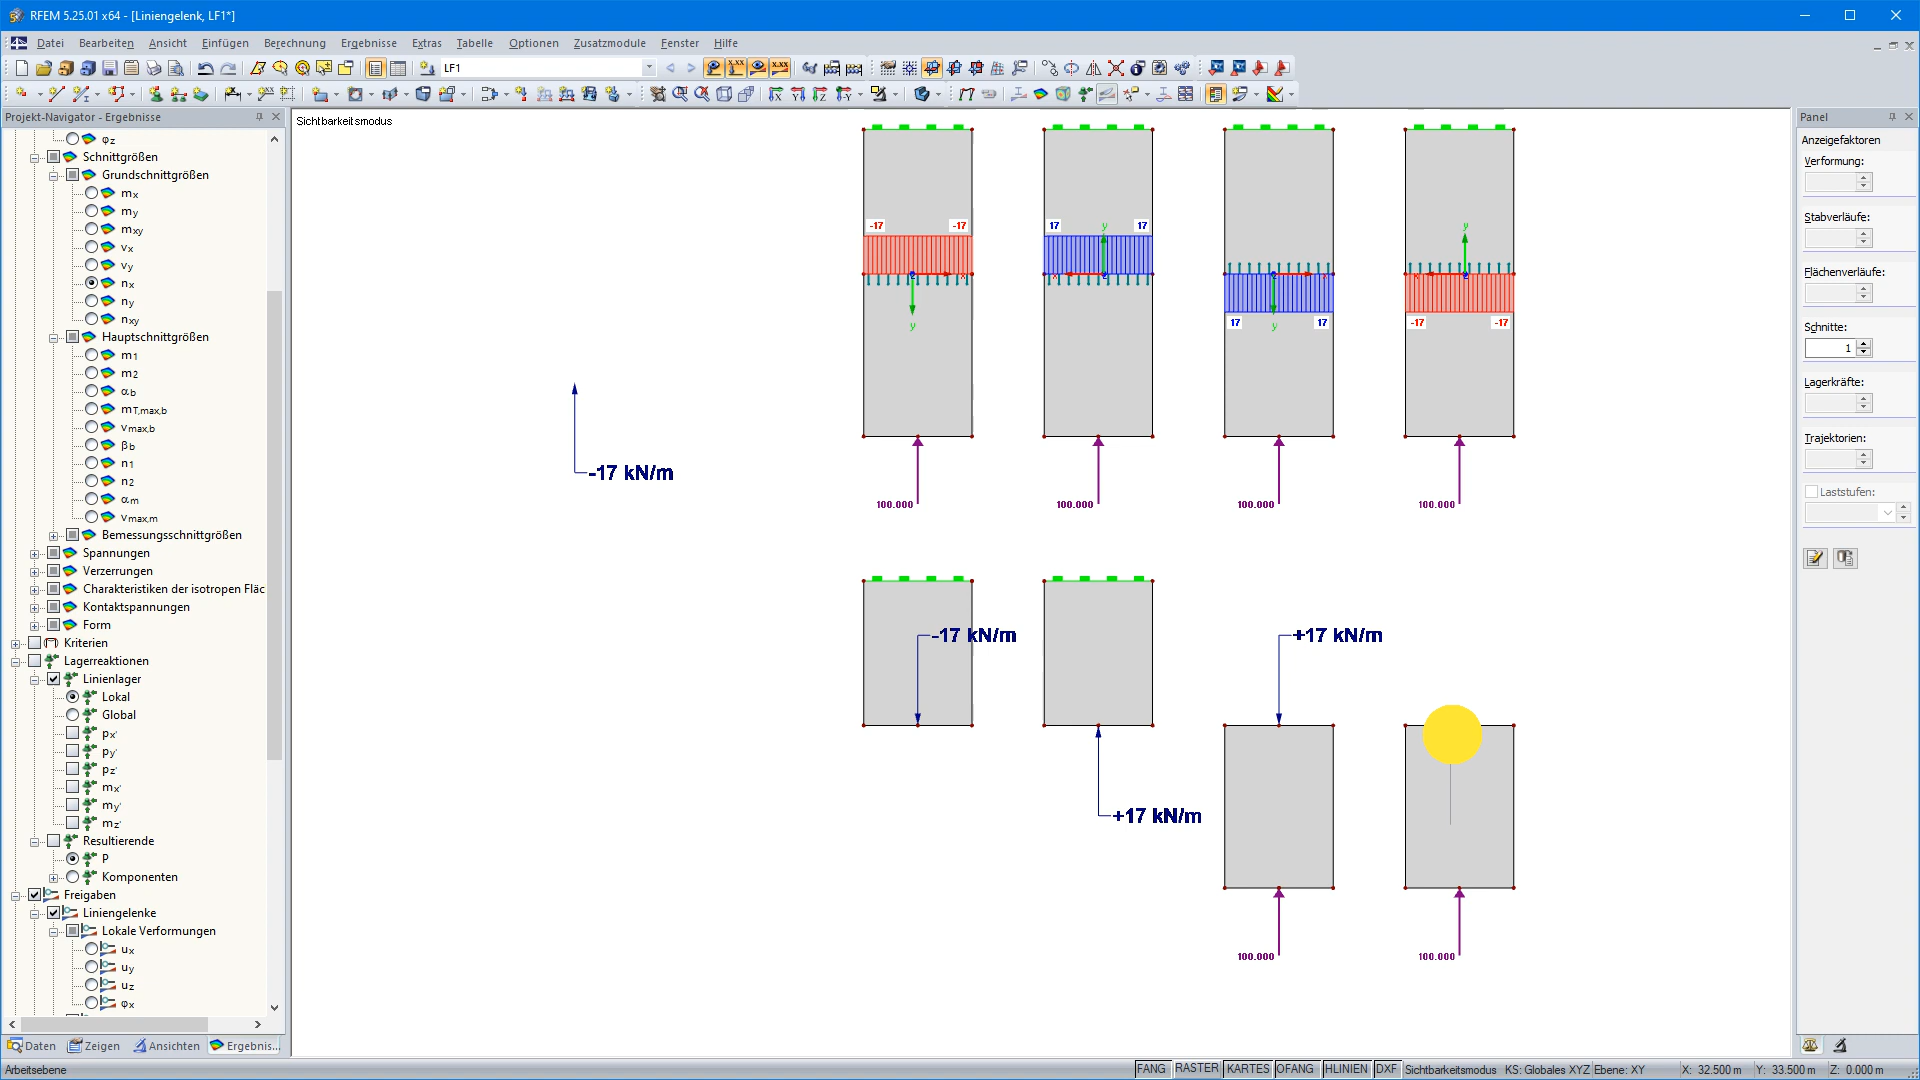 RFEM 5.25.01 x64 - [Liniengelenk, LF1*]
Datei Bearbeiten Ansicht Einfügen Berechnung Ergebnisse Extras Tabelle Optionen Zusatzmodule Fenster Hilfe
LF1
Projekt-Navigator - Ergebnisse
φz
Schnittgrößen
Grundschnittgrößen
mx
my
mxy
vx
vy
nx
ny
nxy
Hauptschnittgrößen
m1
m2
αb
mT,max,b
vmax,b
βb
n1
n2
αm
vmax,m
Bemessungsschnittgrößen
Spannungen
Verzerrungen
Charakteristiken der isotropen Fläc
Kontaktspannungen
Form
Kriterien
Lagerreaktionen
Linienlager
Lokal
Global
px'
py'
pz'
mx'
my'
mz'
Resultierende
P
Komponenten
Freigaben
Liniengelenke
Lokale Verformungen
ux
uy
uz
φx
Daten Zeigen Ansichten Ergebnis...
Sichtbarkeitsmodus
-17 -17 17 17 y y
x x x x
y 17 y 17 -17 -17
-17 kN/m
100.000 100.000 100.000 100.000
-17 kN/m +17 kN/m
+17 kN/m
100.000 100.000
Panel
Anzeigefaktoren
Verformung:
Stabverläufe:
Flächenverläufe:
Schnitte:
1
Lagerkräfte:
Trajektorien:
Laststufen:
Arbeitsebene FANG RASTER KARTES OFANG HLINIEN DXF Sichtbarkeitsmodus KS: Globales XYZ Ebene: XY X: 32.500 m Y: 33.500 m Z: 0.000 m